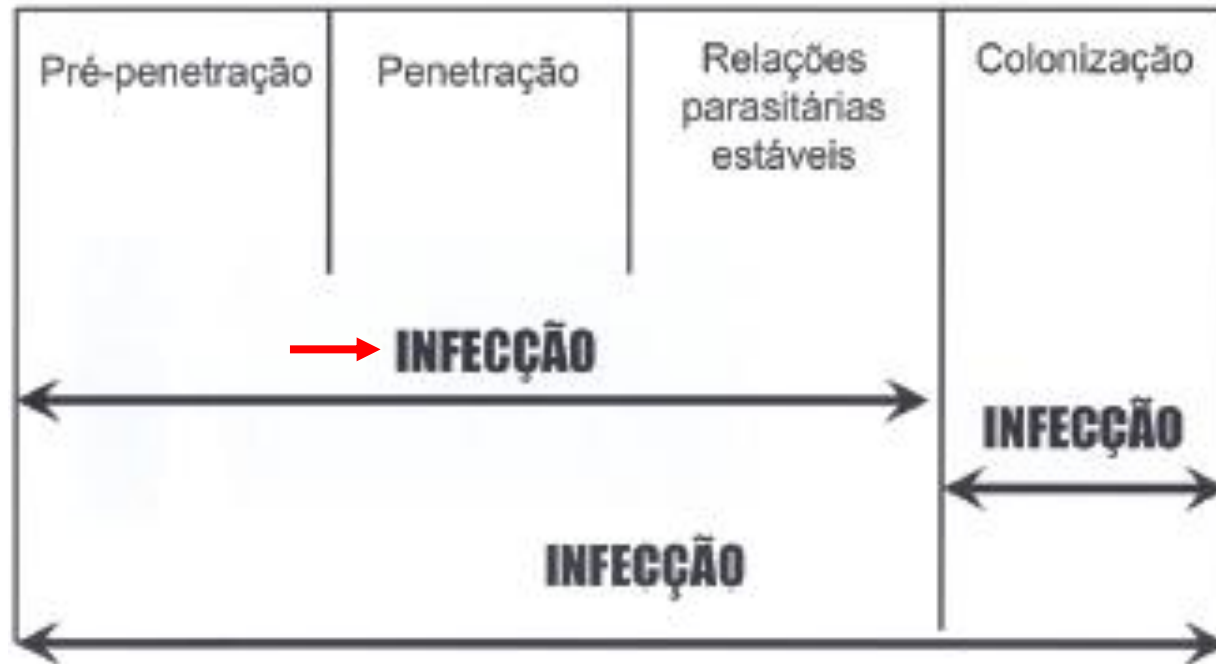 Pré-penetração
Penetração
Relações
parasitárias
estáveis
Colonização
INFECÇÃO
INFECÇÃO
INFECÇÃO